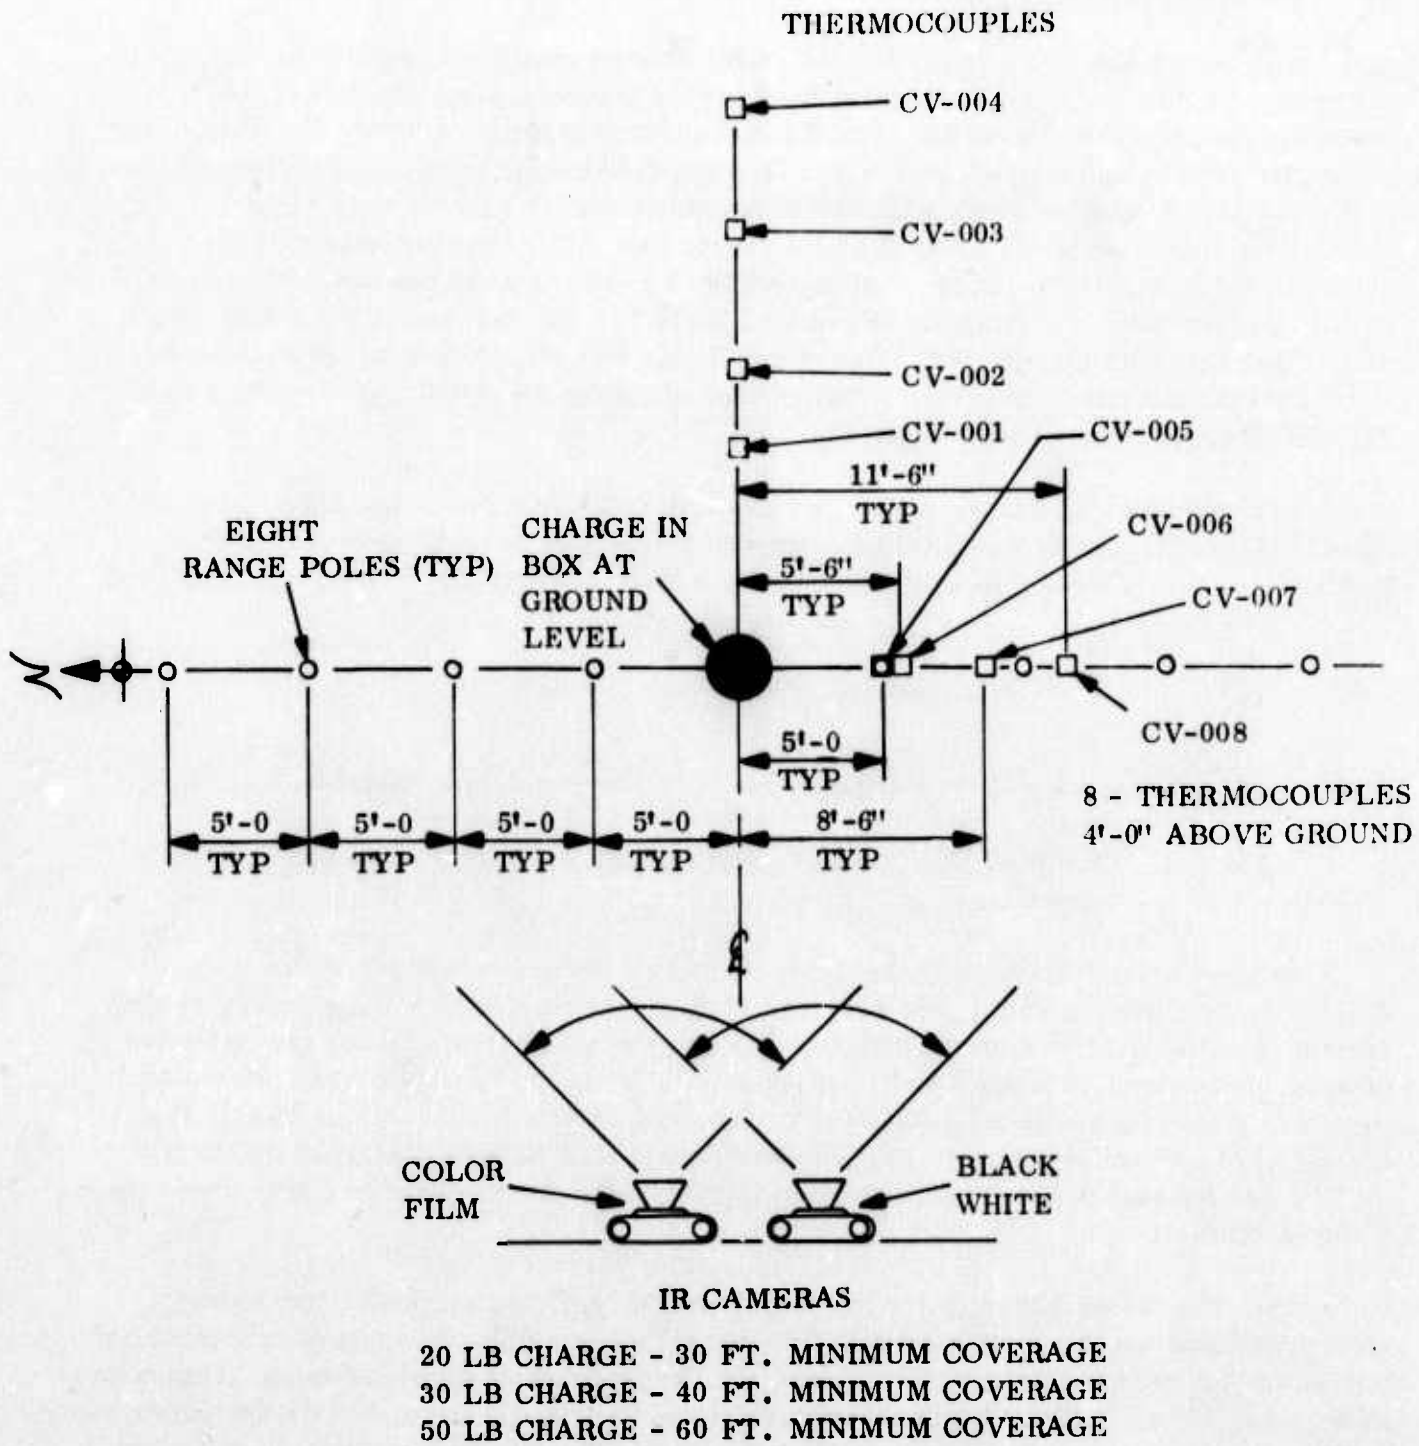 THERMOCOUPLES
CV-004
CV-003
CV-002
CV-001
CV-005
11'-6"
TYP
CV-006
EIGHT
RANGE POLES (TYP)
CHARGE IN
BOX AT
GROUND
LEVEL
5'-6"
TYP
CV-007
N
CV-008
5'-0
TYP
8 - THERMOCOUPLES
4'-0" ABOVE GROUND
5'-0
TYP
5'-0
TYP
5'-0
TYP
5'-0
TYP
8'-6"
TYP
℄
COLOR
FILM
BLACK
WHITE
IR CAMERAS
20 LB CHARGE - 30 FT. MINIMUM COVERAGE
30 LB CHARGE - 40 FT. MINIMUM COVERAGE
50 LB CHARGE - 60 FT. MINIMUM COVERAGE